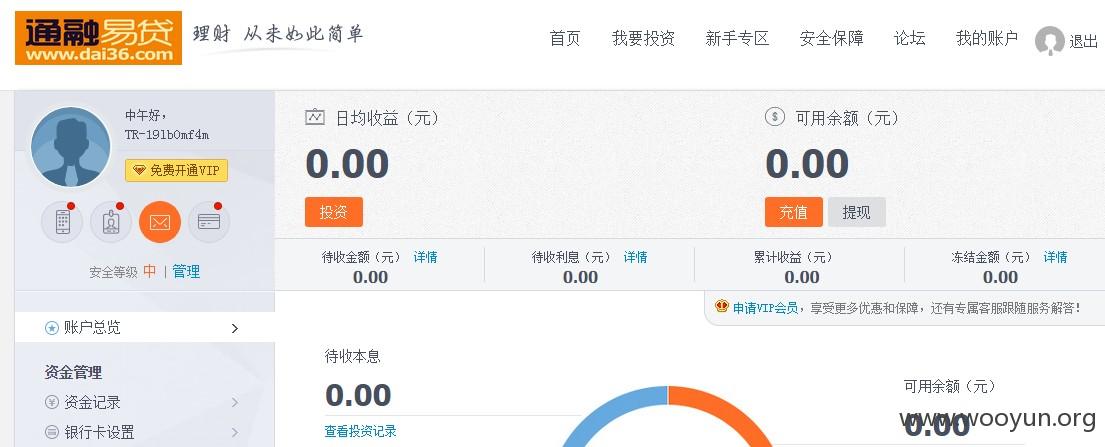 通融易贷
www.dai36.com
理财 从未如此简单
首页 我要投资 新手专区 安全保障 论坛 我的账户 退出
中午好，
TR-19lb0mf4m
免费开通VIP
安全等级 中 | 管理
日均收益（元）
0.00
投资
可用余额（元）
0.00
充值 提现
待收金额（元） 详情
0.00
待收利息（元） 详情
0.00
累计收益（元）
0.00
冻结金额（元） 详情
0.00
申请VIP会员，享受更多优惠和保障，还有专属客服跟随服务解答！
账户总览
资金管理
资金记录
银行卡设置
待收本息
0.00
查看投资记录
可用余额（元）
0.00
www.wooyun.org